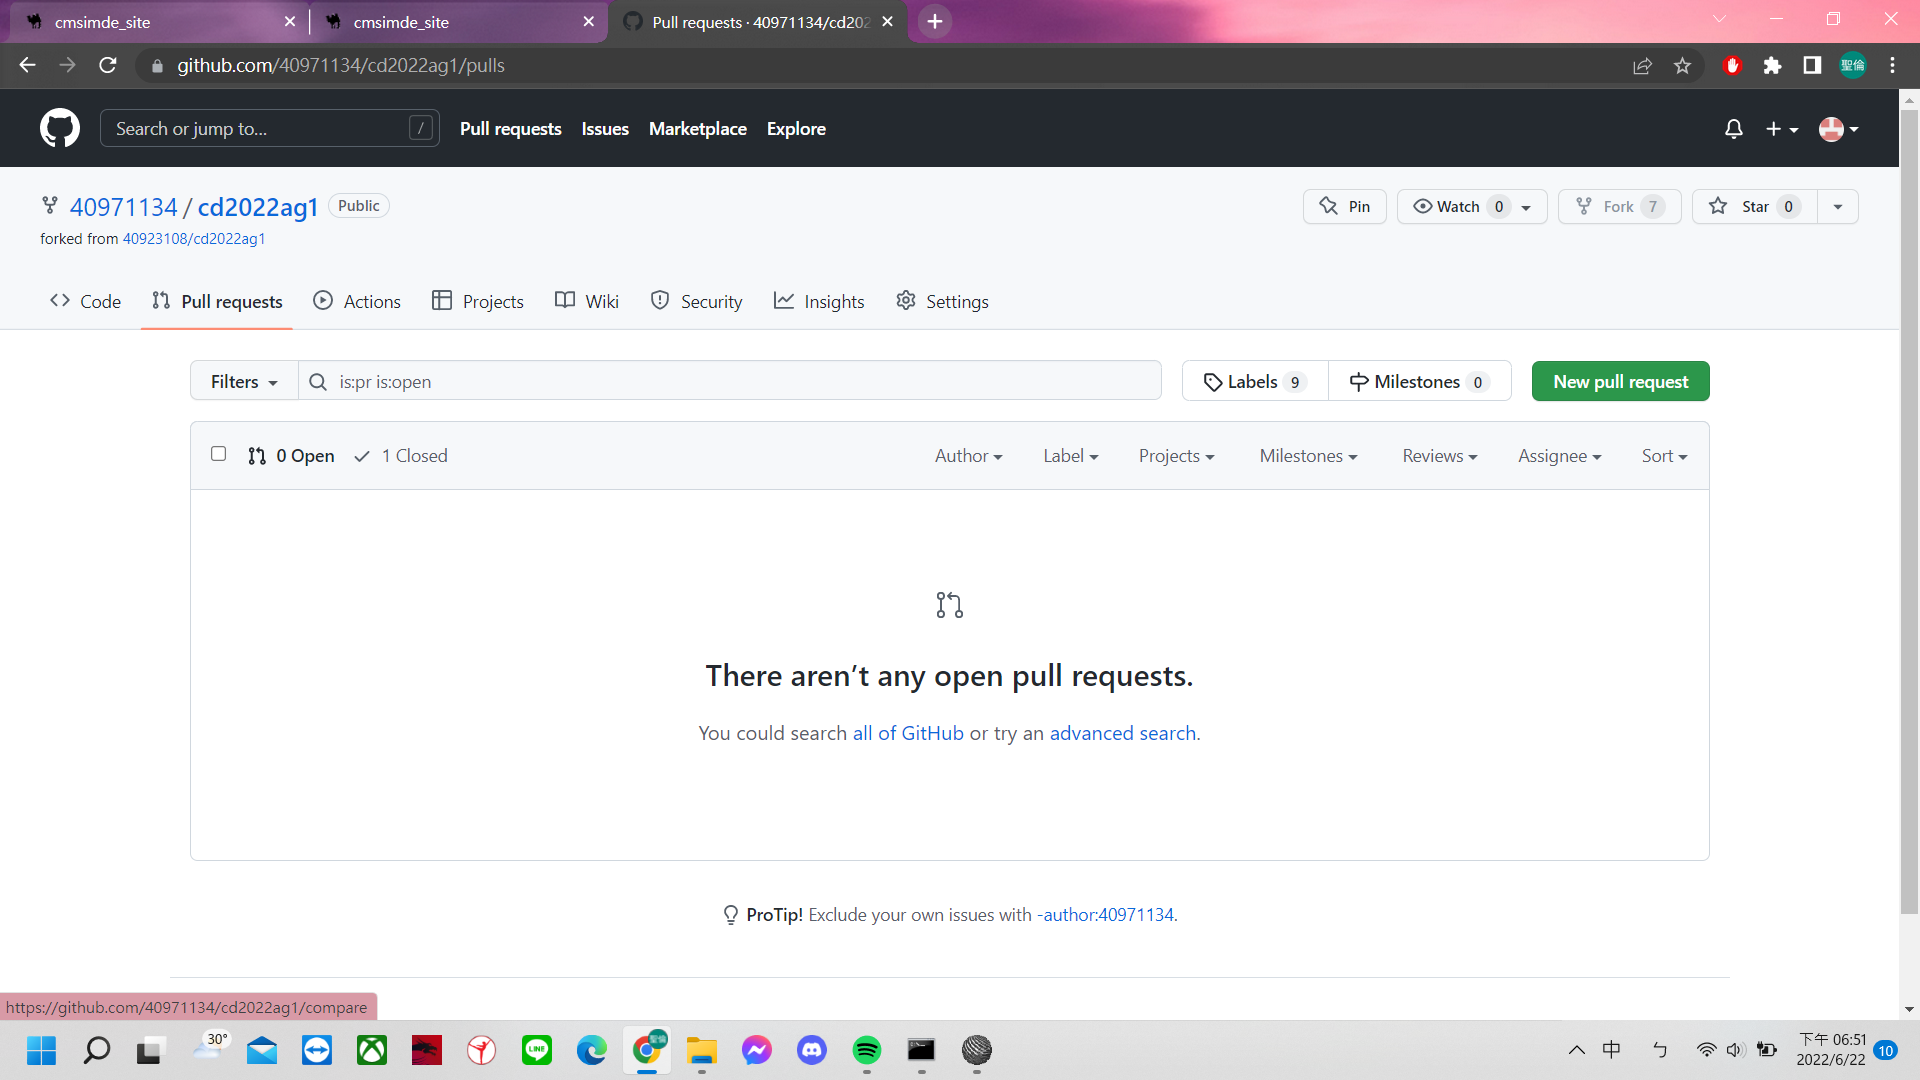 cmsimde_site
cmsimde_site
Pull requests · 40971134/cd202
github.com/40971134/cd2022ag1/pulls
聖倫
Search or jump to...
/
Pull requests
Issues
Marketplace
Explore
40971134 / cd2022ag1
Public
Pin
Watch 0
Fork 7
Star 0
forked from 40923108/cd2022ag1
Code
Pull requests
Actions
Projects
Wiki
Security
Insights
Settings
Filters
is:pr is:open
Labels 9
Milestones 0
New pull request
0 Open
1 Closed
Author
Label
Projects
Milestones
Reviews
Assignee
Sort
There aren’t any open pull requests.
You could search all of GitHub or try an advanced search.
ProTip! Exclude your own issues with -author:40971134.
https://github.com/40971134/cd2022ag1/compare
30°
LINE
聖倫
中
ㄅ
下午 06:51
2022/6/22
10